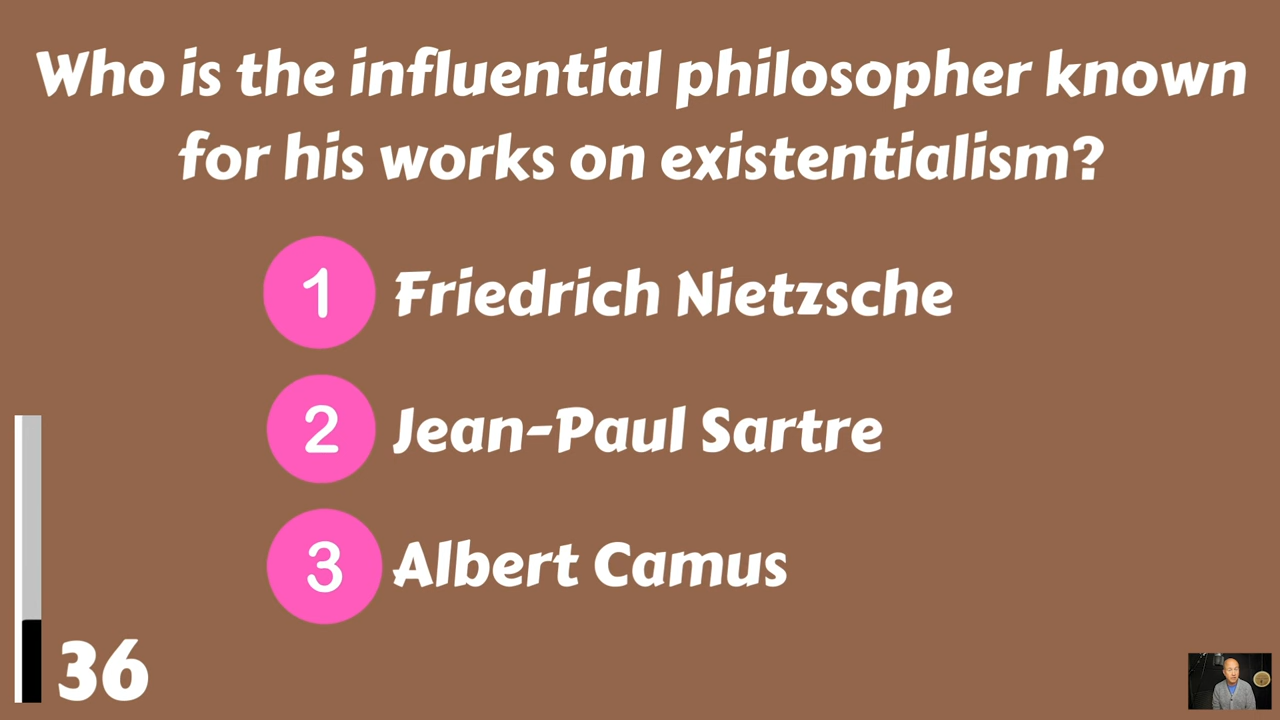 Who is the influential philosopher known
for his works on existentialism?
1 Friedrich Nietzsche
2 Jean-Paul Sartre
3 Albert Camus
36